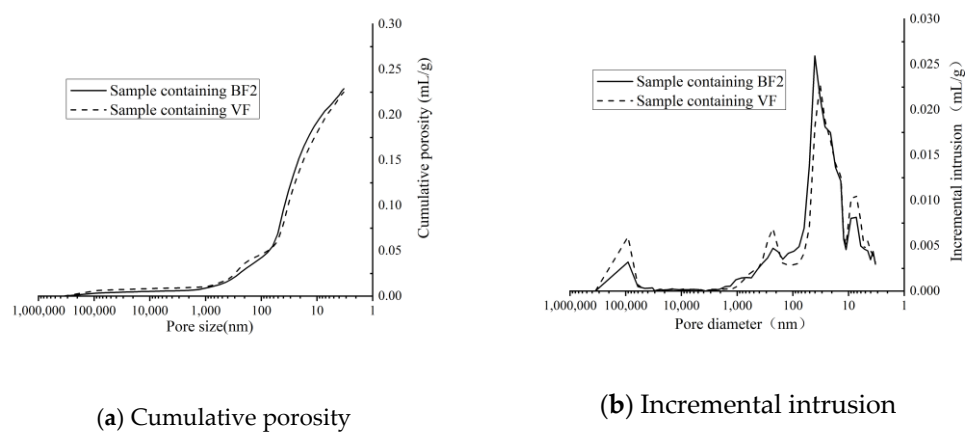 0.30
0.25
0.20
0.15
0.10
0.05
0.00
Cumulative porosity (mL/g)
Sample containing BF2
Sample containing VF
1,000,000 100,000 10,000 1,000 100 10 1
Pore size(nm)
(a) Cumulative porosity
0.030
0.025
0.020
0.015
0.010
0.005
0.000
Incremental intrusion（mL/g）
Sample containing BF2
Sample containing VF
1,000,000 100,000 10,000 1,000 100 10 1
Pore diameter（nm）
(b) Incremental intrusion